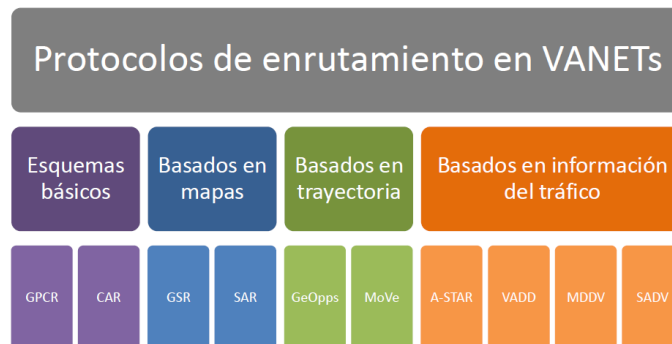 Protocolos de enrutamiento en VANETs
Esquemas
básicos
Basados en
mapas
Basados en
trayectoria
Basados en información
del tráfico
GPCR
CAR
GSR
SAR
GeOpps
MoVe
A-STAR
VADD
MDDV
SADV